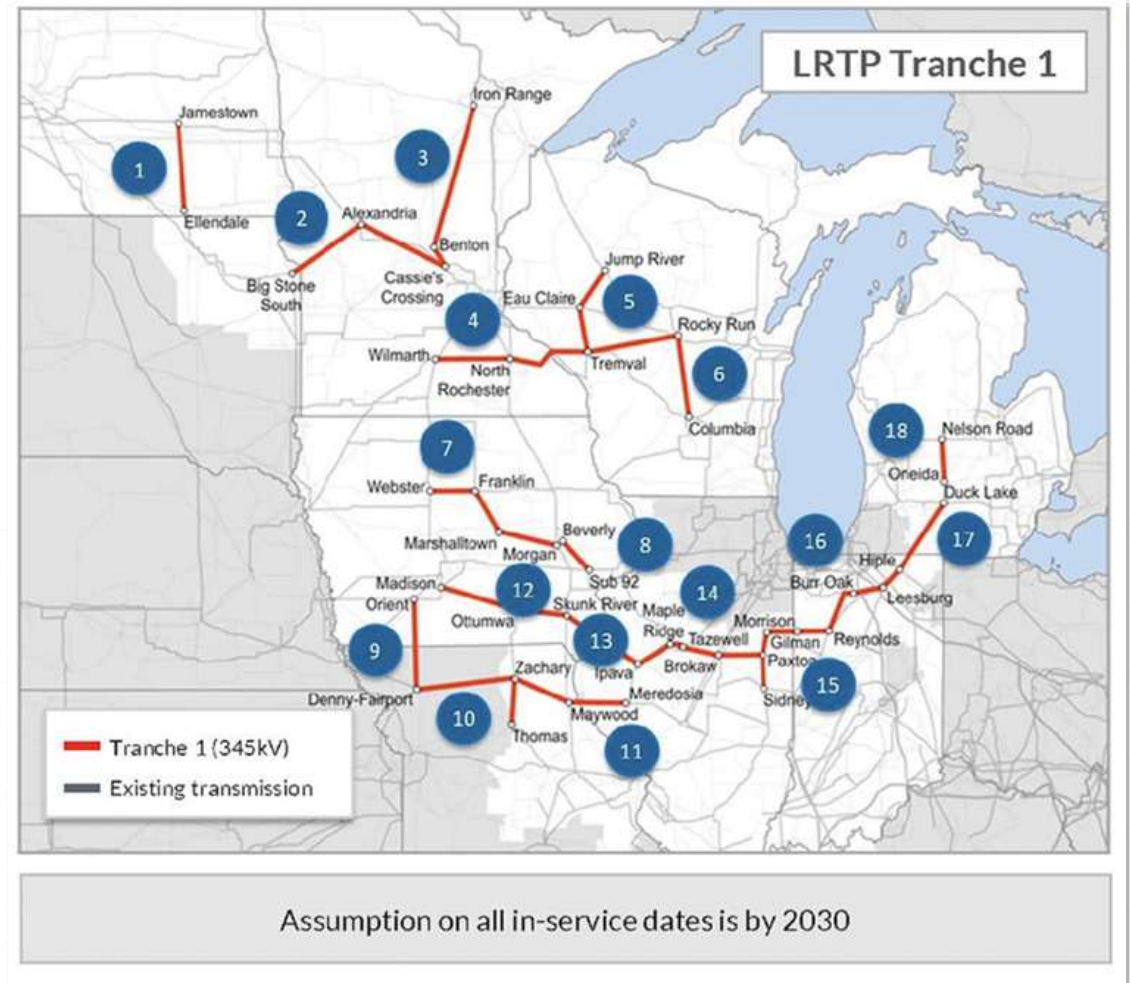 LRTP Tranche 1
Iron Range
Jamestown
3
1
2
Alexandria
Ellendale
Benton
Jump River
Cassie's
Crossing
Big Stone
South
Eau Claire
5
4
Rocky Run
Wilmarth
North
Rochester
Tremval
6
Columbia
18
Nelson Road
7
Oneida
Webster
Franklin
Duck Lake
Beverly
Marshalltown
Morgan
8
16
17
Hiple
Sub 92
Madison
12
14
Burr Oak
Orient
Skunk River
Leesburg
Ottumwa
Maple
Ridge
Morrison
13
Tazewell
Gilman
Reynolds
9
Ipava
Brokaw
Paxton
Zachary
15
Denny-Fairport
Meredosia
Sidney
10
Maywood
Thomas
11
Tranche 1 (345kV)
Existing transmission
Assumption on all in-service dates is by 2030